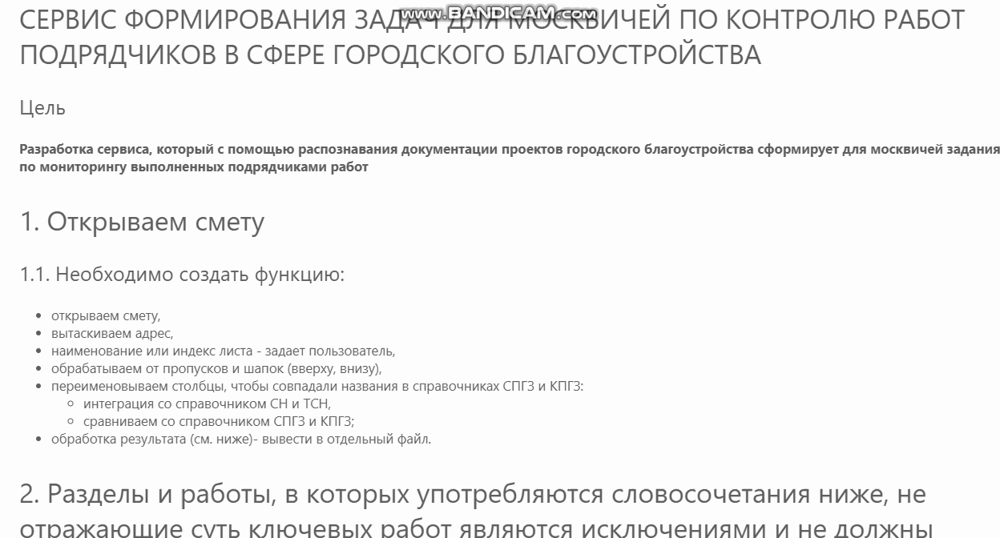 www.BANDICAM.com
СЕРВИС ФОРМИРОВАНИЯ ЗАДАЧ ДЛЯ МОСКВИЧЕЙ ПО КОНТРОЛЮ РАБОТ
ПОДРЯДЧИКОВ В СФЕРЕ ГОРОДСКОГО БЛАГОУСТРОЙСТВА
Цель
Разработка сервиса, который с помощью распознавания документации проектов городского благоустройства сформирует для москвичей задания
по мониторингу выполненных подрядчиками работ
1. Открываем смету
1.1. Необходимо создать функцию:
• открываем смету,
• вытаскиваем адрес,
• наименование или индекс листа - задает пользователь,
• обрабатываем от пропусков и шапок (вверху, внизу),
• переименовываем столбцы, чтобы совпадали названия в справочниках СПГЗ и КПГЗ:
◦ интеграция со справочником СН и ТСН,
◦ сравниваем со справочником СПГЗ и КПГЗ;
• обработка результата (см. ниже)- вывести в отдельный файл.
2. Разделы и работы, в которых употребляются словосочетания ниже, не
отражающие суть ключевых работ являются исключениями и не должны